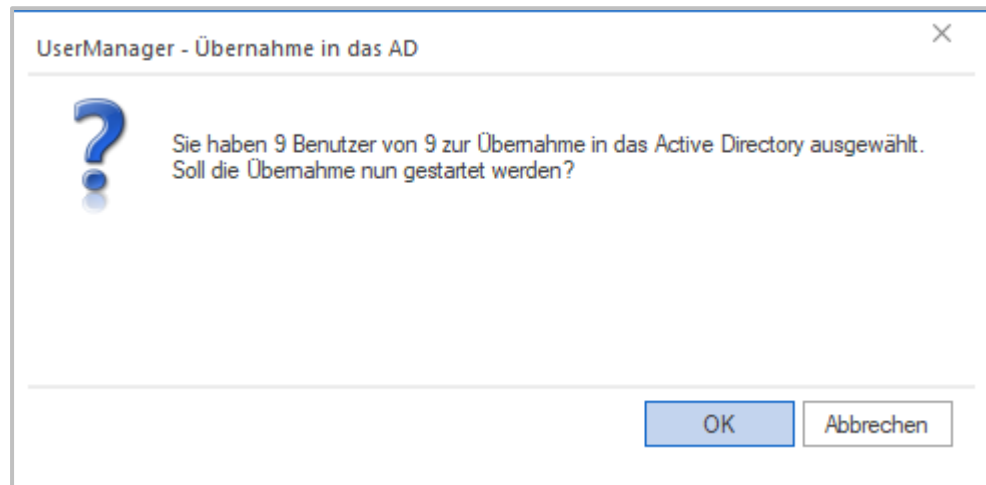 UserManager - Übernahme in das AD
Sie haben 9 Benutzer von 9 zur Übernahme in das Active Directory ausgewählt.
Soll die Übernahme nun gestartet werden?
OK
Abbrechen